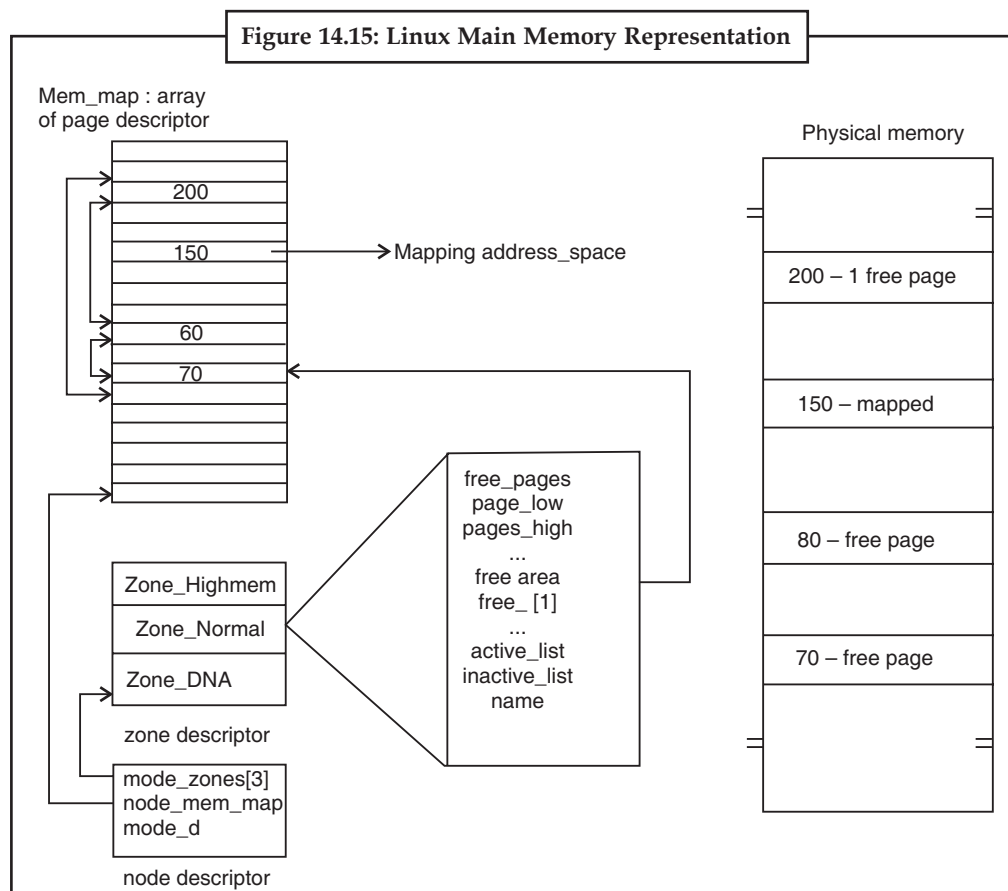 Figure 14.15: Linux Main Memory Representation
Mem_map : array
of page descriptor
200
150
Mapping address_space
60
70
Physical memory
200 – 1 free page
150 – mapped
80 – free page
70 – free page
free_pages
page_low
pages_high
...
free area
free_ [1]
...
active_list
inactive_list
name
Zone_Highmem
Zone_Normal
Zone_DNA
zone descriptor
mode_zones[3]
node_mem_map
mode_d
node descriptor